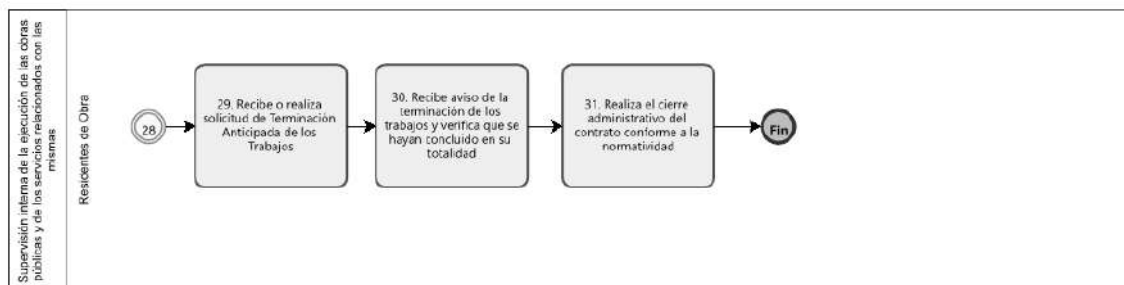 Supervisión interna de la ejecución de las obras
públicas y de los servicios relacionados con las
mismas
Residentes de Obra
28
29. Recibe o realiza
solicitud de Terminación
Anticipada de los
Trabajos
30. Recibe aviso de la
terminación de los
trabajos y verifica que se
hayan concluido en su
totalidad
31. Realiza el cierre
administrativo del
contrato conforme a la
normatividad
Fin